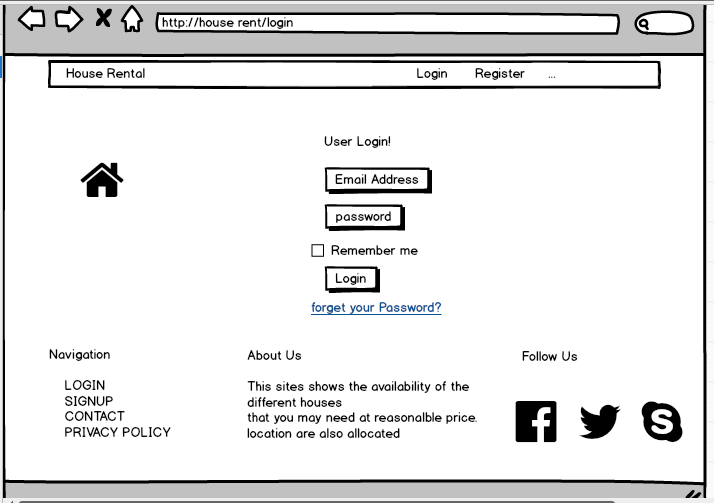 http://house rent/login
House Rental
Login
Register
...
User Login!
Email Address
password
Remember me
Login
forget your Password?
Navigation
LOGIN
SIGNUP
CONTACT
PRIVACY POLICY
About Us
This sites shows the availability of the
different houses
that you may need at reasonalble price.
location are also allocated
Follow Us